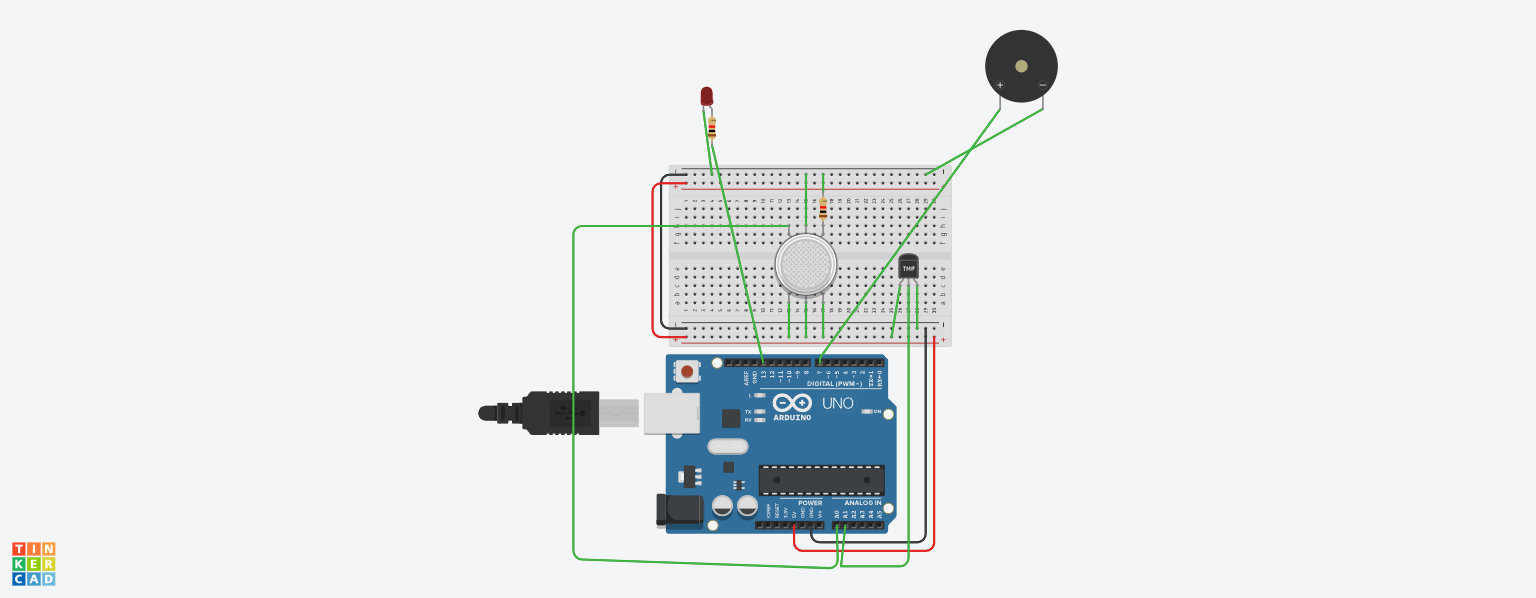 + −
TMP
AREF
GND
13
12
~11
~10
~9
8
7
~6
~5
4
~3
2
TX→1
RX←0
DIGITAL (PWM~)
L
TX
RX
ARDUINO
UNO
ON
POWER
ANALOG IN
IOREF
RESET
3.3V
5V
GND
GND
Vin
A0
A1
A2
A3
A4
A5
TIN
KER
CAD